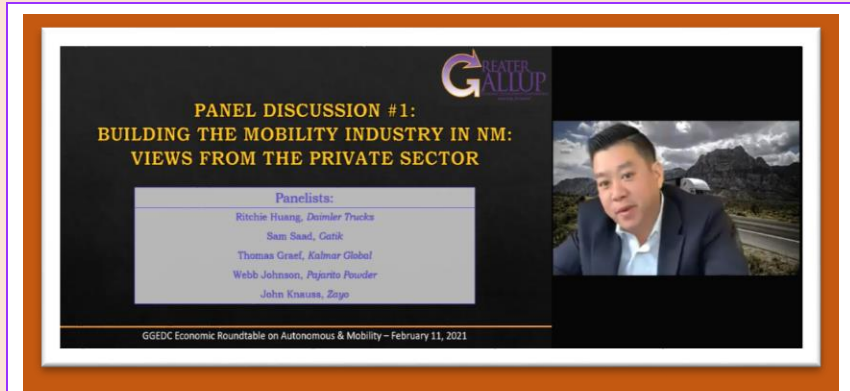 GREATER
GALLUP
PANEL DISCUSSION #1:
BUILDING THE MOBILITY INDUSTRY IN NM:
VIEWS FROM THE PRIVATE SECTOR
Panelists:
Ritchie Huang, Daimler Trucks
Sam Saad, Gatik
Thomas Graef, Kalmar Global
Webb Johnson, Pajarito Powder
John Knauss, Zayo
GGEDC Economic Roundtable on Autonomous & Mobility – February 11, 2021